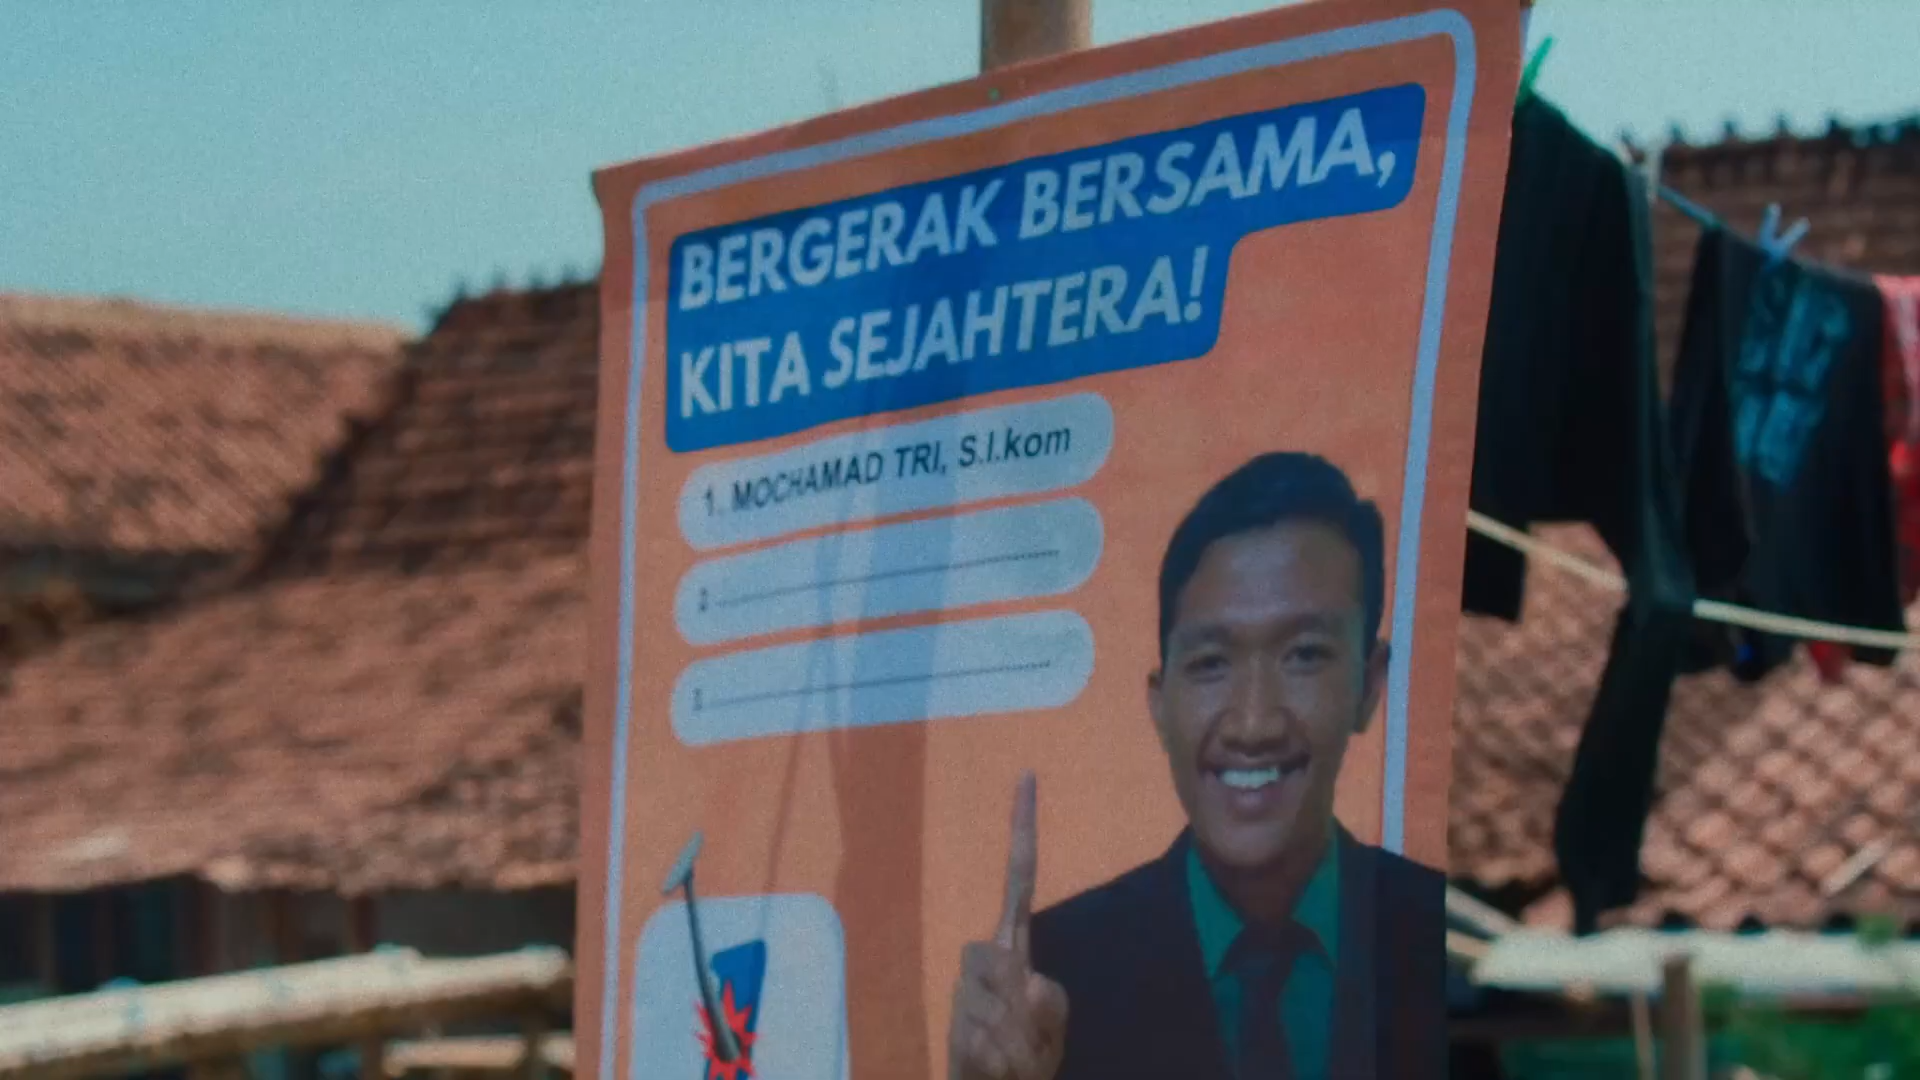 BERGERAK BERSAMA,
KITA SEJAHTERA!
1. MOCHAMAD TRI, S.I.kom
2
3